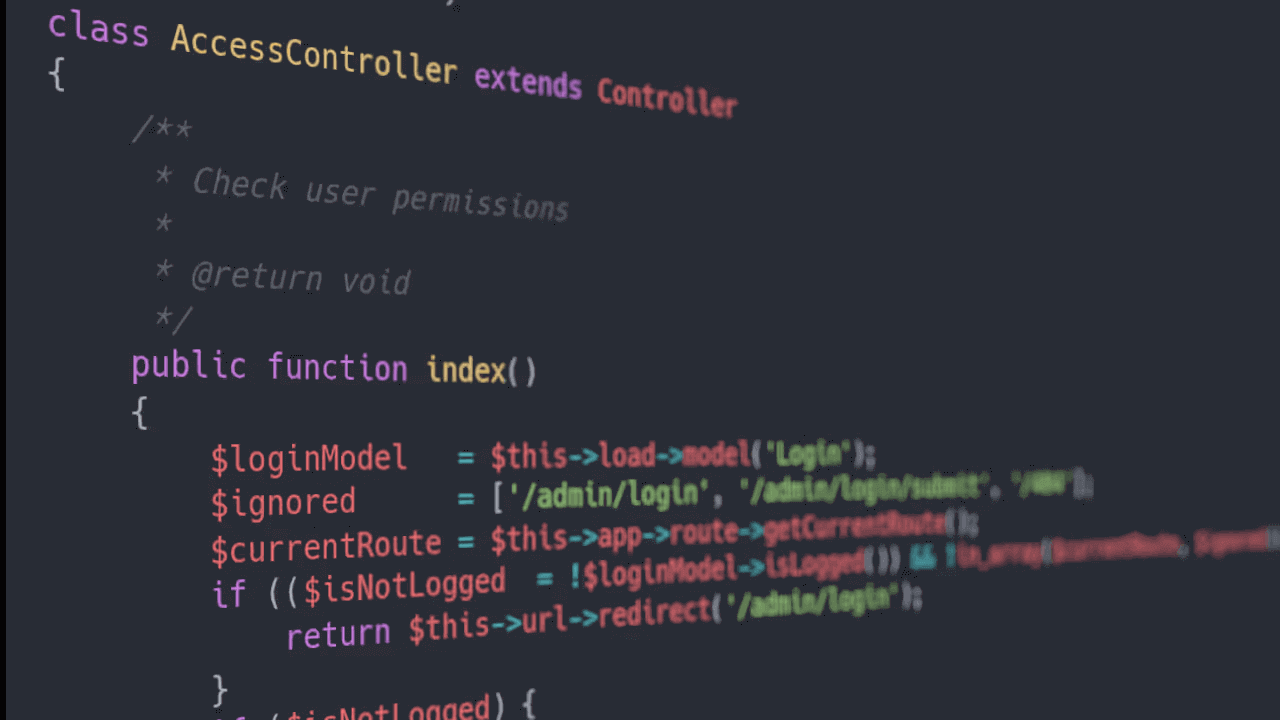 class AccessController extends Controller
{
/**
* Check user permissions
*
* @return void
*/
public function index()
{
$loginModel = $this->load->model('Login');
$ignored = ['/admin/login', '/admin/login/submit', '/404'];
$currentRoute = $this->app->route->getCurrentRoute();
if (($isNotLogged = !$loginModel->isLogged()) && !in_array($currentRoute, $ignored))
return $this->url->redirect('/admin/login');
}
if ($isNotLogged) {